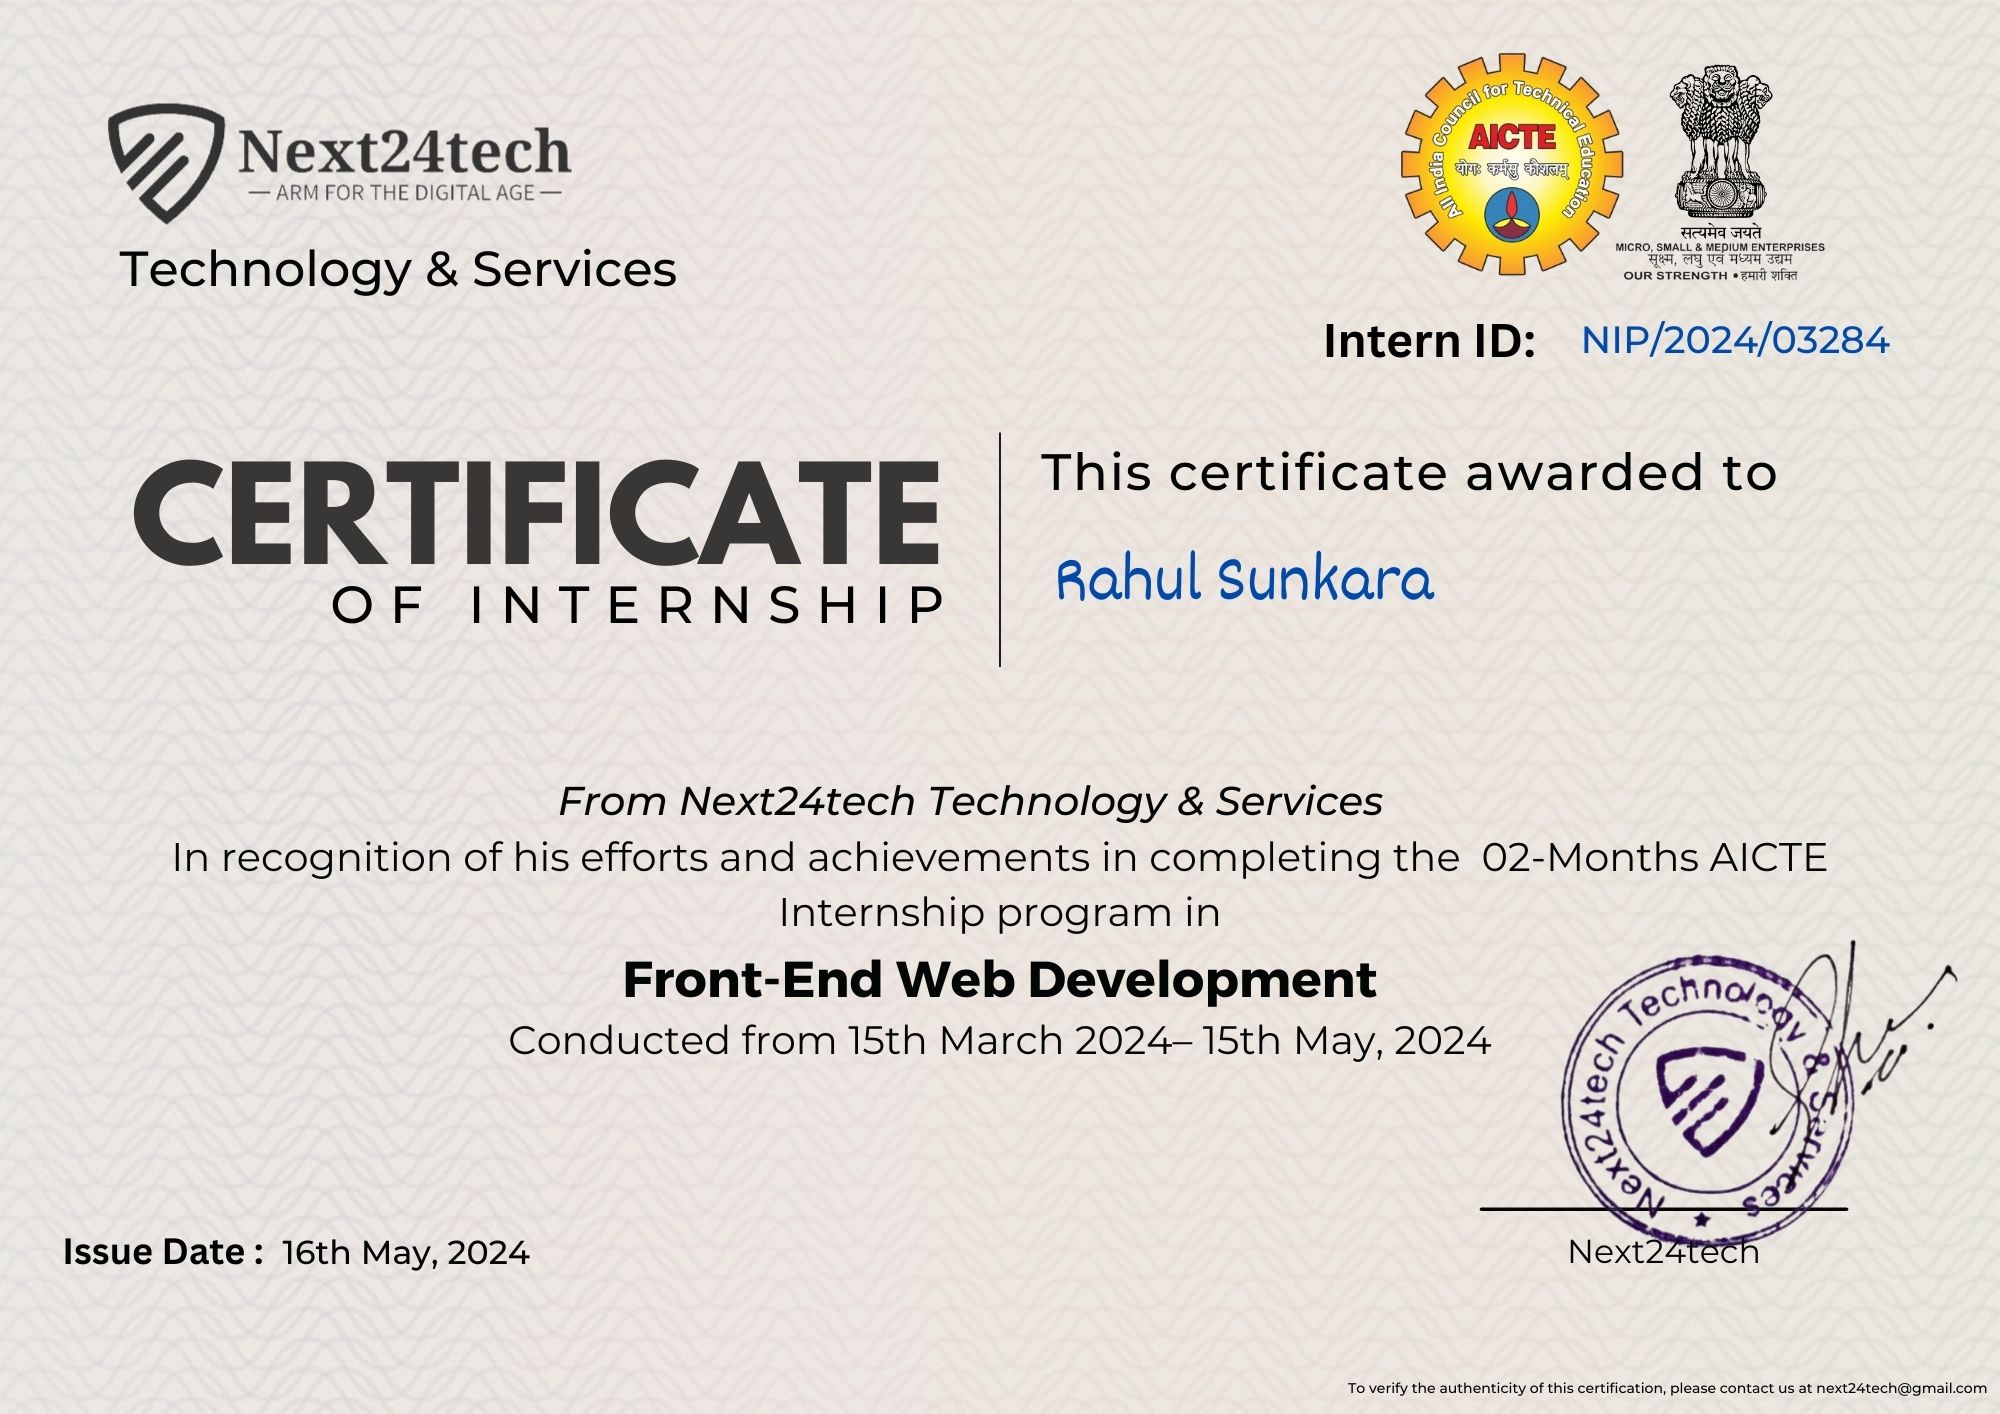 Next24tech
— ARM FOR THE DIGITAL AGE —
Technology & Services
All India Council for Technical Education
AICTE
योगः कर्मसु कौशलम्
सत्यमेव जयते
MICRO, SMALL & MEDIUM ENTERPRISES
सूक्ष्म, लघु एवं मध्यम उद्यम
OUR STRENGTH • हमारी शक्ति
Intern ID: NIP/2024/03284
CERTIFICATE
OF INTERNSHIP
This certificate awarded to
Rahul Sunkara
From Next24tech Technology & Services
In recognition of his efforts and achievements in completing the 02-Months AICTE
Internship program in
Front-End Web Development
Conducted from 15th March 2024– 15th May, 2024
Next24tech Technology & Services
Issue Date : 16th May, 2024
Next24tech
To verify the authenticity of this certification, please contact us at next24tech@gmail.com